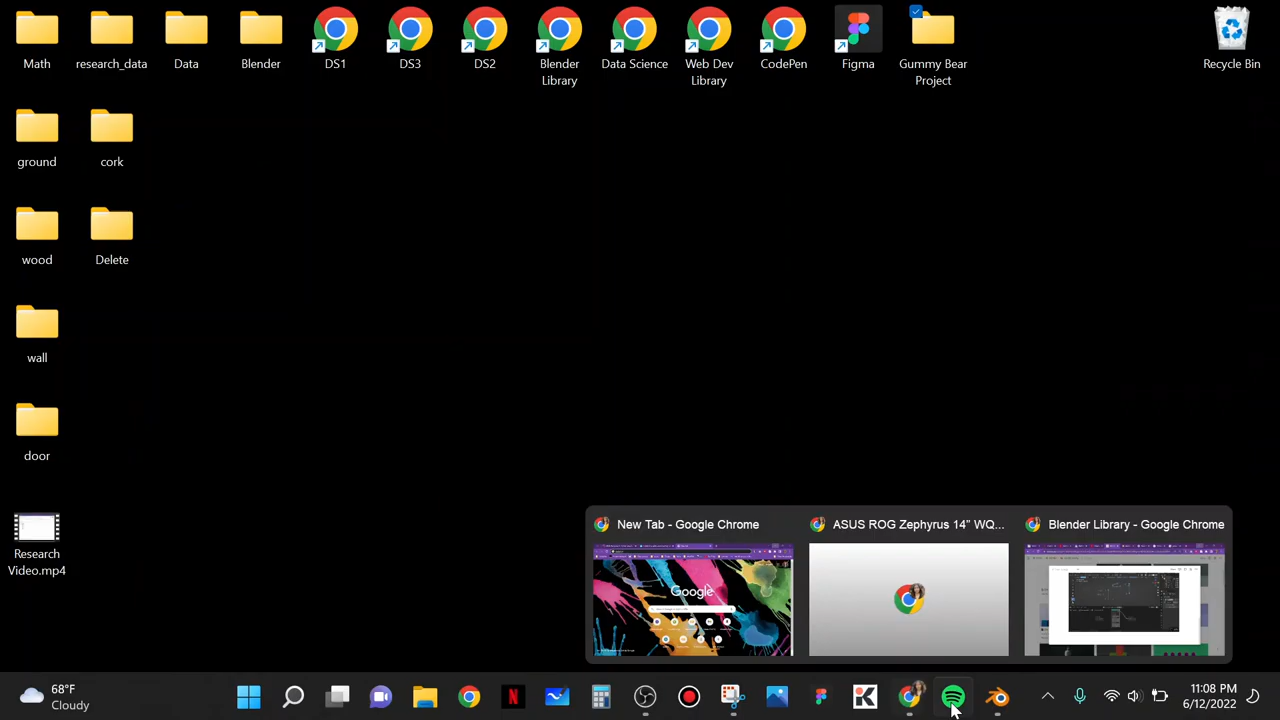 Math
research_data
Data
Blender
DS1
DS3
DS2
Blender
Library
Data Science
Web Dev
Library
CodePen
Figma
Gummy Bear
Project
Recycle Bin
ground
cork
wood
Delete
wall
door
Research
Video.mp4
New Tab - Google Chrome
ASUS ROG Zephyrus 14" WQ...
Blender Library - Google Chrome
Google
68°F
Cloudy
N
K
11:08 PM
6/12/2022